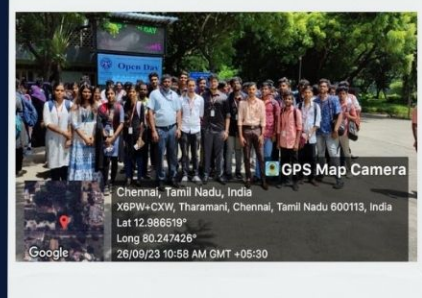 Open Day
GPS Map Camera
Chennai, Tamil Nadu, India
X6PW+CXW, Tharamani, Chennai, Tamil Nadu 600113, India
Lat 12.986519°
Long 80.247426°
26/09/23 10:58 AM GMT +05:30
Google